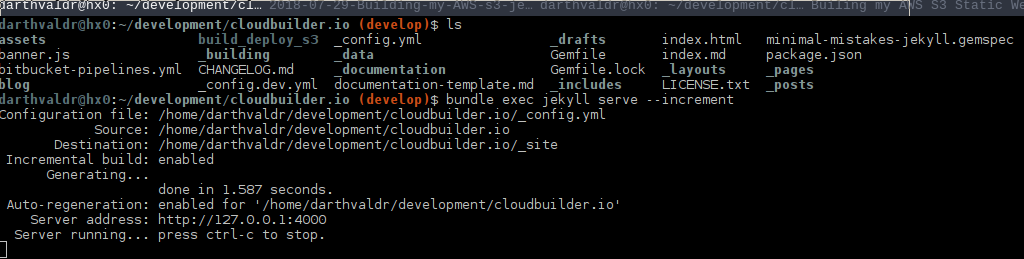 darthvaldr@hx0: ~/development/cl… 2018-07-29-Building-my-AWS-s3-je… darthvaldr@hx0: ~/development/cl… Builing my AWS S3 Static We
darthvaldr@hx0:~/development/cloudbuilder.io (develop)$ ls
assets build_deploy_s3 _config.yml _drafts index.html minimal-mistakes-jekyll.gemspec
banner.js _building _data Gemfile index.md package.json
bitbucket-pipelines.yml CHANGELOG.md _documentation Gemfile.lock _layouts _pages
blog _config.dev.yml documentation-template.md _includes LICENSE.txt _posts
darthvaldr@hx0:~/development/cloudbuilder.io (develop)$ bundle exec jekyll serve --increment
Configuration file: /home/darthvaldr/development/cloudbuilder.io/_config.yml
Source: /home/darthvaldr/development/cloudbuilder.io
Destination: /home/darthvaldr/development/cloudbuilder.io/_site
Incremental build: enabled
Generating...
done in 1.587 seconds.
Auto-regeneration: enabled for '/home/darthvaldr/development/cloudbuilder.io'
Server address: http://127.0.0.1:4000
Server running... press ctrl-c to stop.